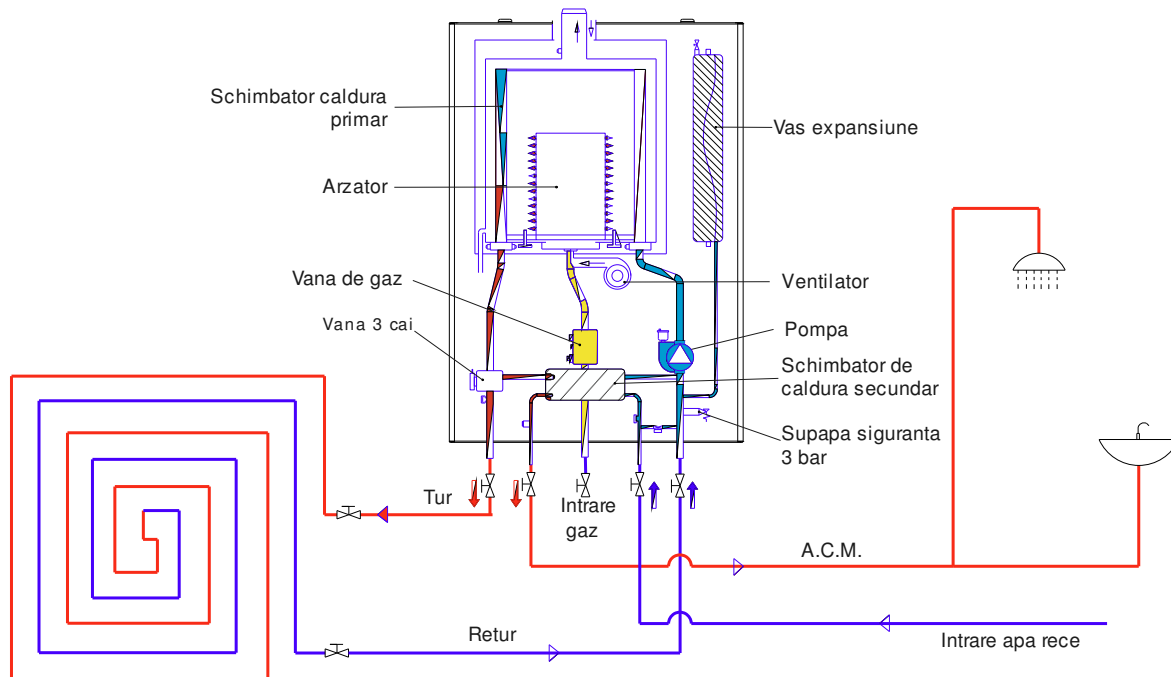 Schimbator caldura
primar
Vas expansiune
Arzator
Vana de gaz
Ventilator
Vana 3 cai
Pompa
Schimbator de
caldura secundar
Supapa siguranta
3 bar
Tur
Intrare
gaz
A.C.M.
Retur
Intrare apa rece